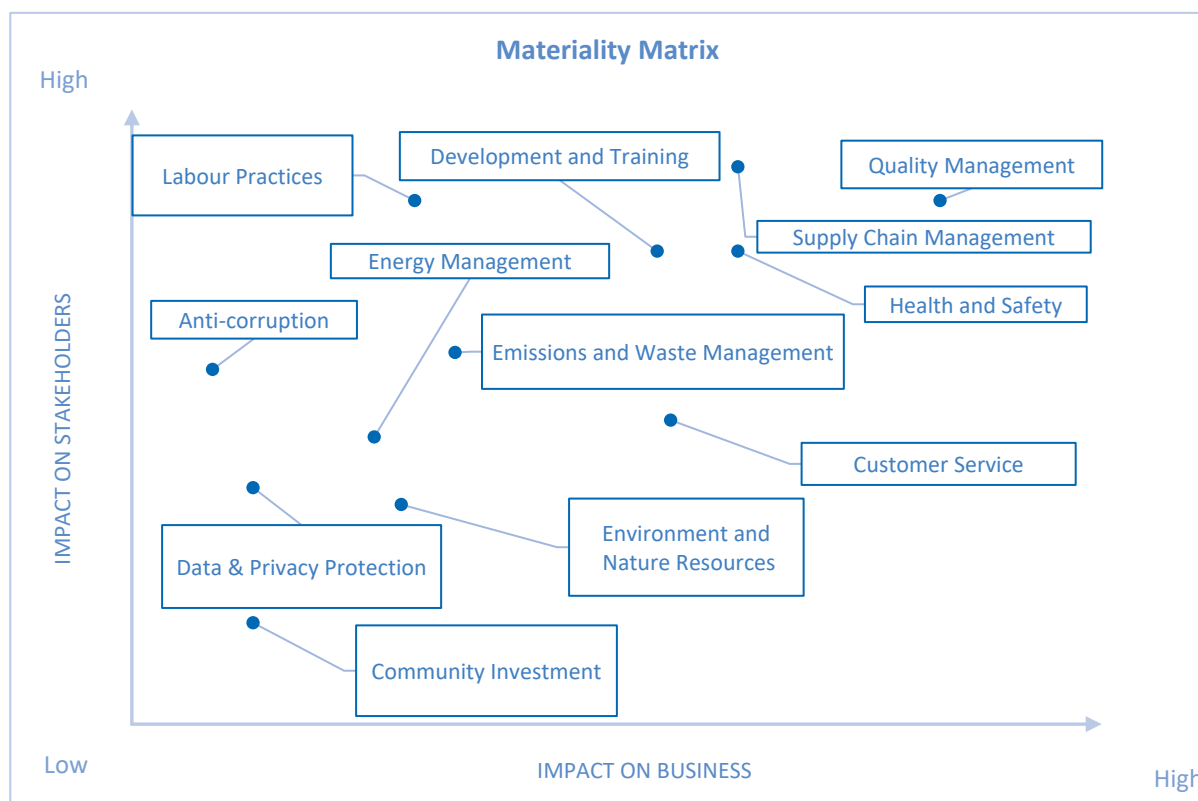 Materiality Matrix
High
Development and Training
Quality Management
Labour Practices
Supply Chain Management
Energy Management
Health and Safety
Anti-corruption
Emissions and Waste Management
IMPACT ON STAKEHOLDERS
Customer Service
Environment and
Nature Resources
Data & Privacy Protection
Community Investment
Low
IMPACT ON BUSINESS
High